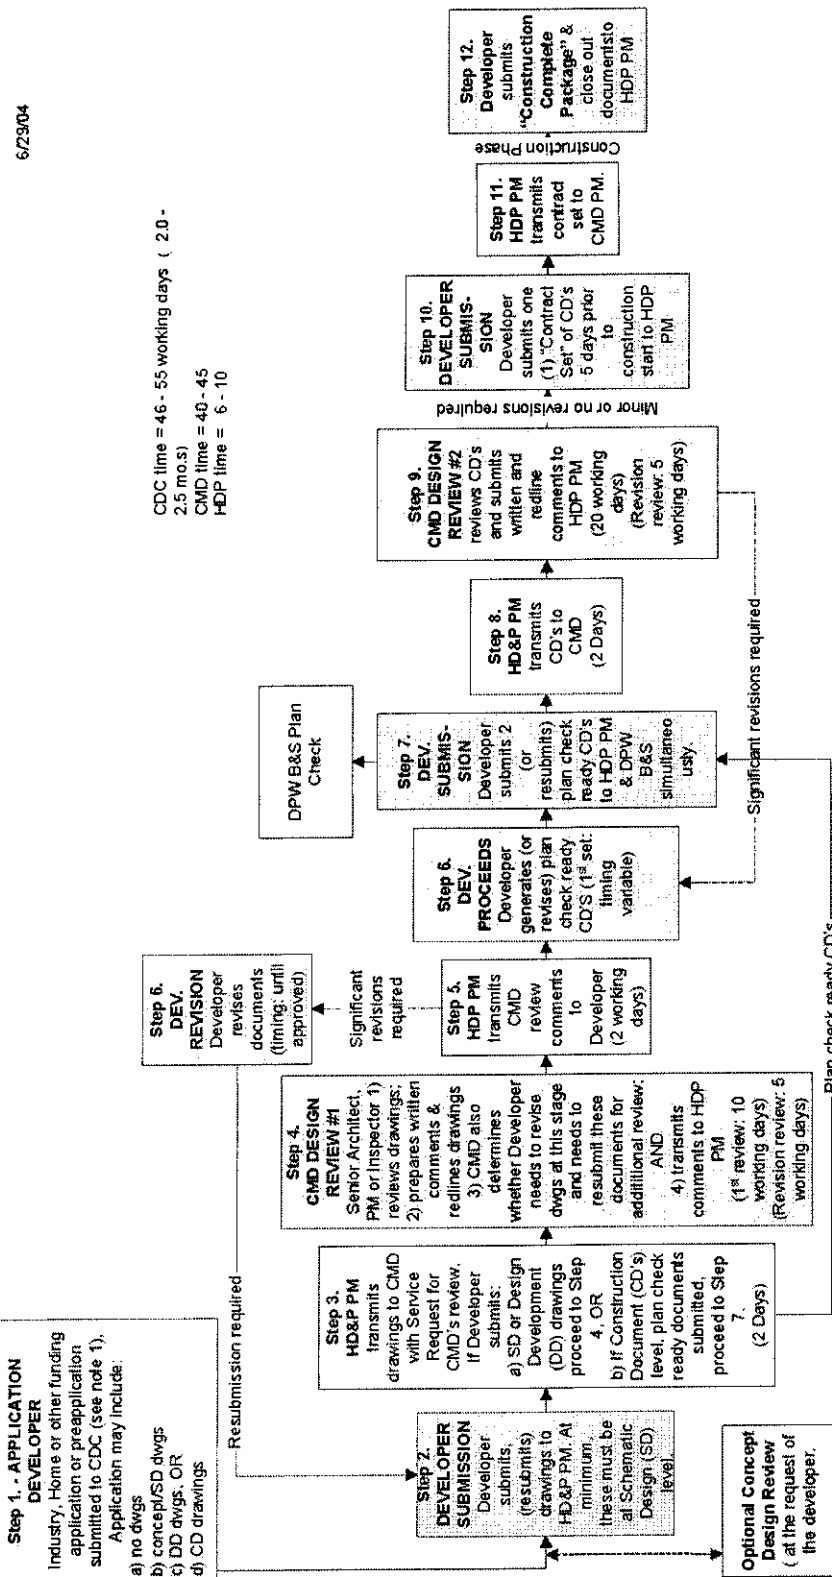 6/29/04
CDC time = 46 - 55 working days ( 2.0 -
2.5 mo.s)
CMD time = 40 - 45
HDP time = 6 - 10
Step 1. - APPLICATION
DEVELOPER
Industry, Home or other funding
application or preapplication
submitted to CDC (see note 1),
Application may include:
a) no dwgs
b) concept/SD dwgs
c) DD dwgs, OR
d) CD drawings
Resubmission required
Step 2.
DEVELOPER
SUBMISSION
Developer
submits,
(resubmits)
drawings to
HD&P PM. At
minimum,
these must be
at Schematic
Design (SD)
level.
Optional Concept
Design Review
( at the request of
the developer.
Step 3.
HD&P PM
transmits
drawings to CMD
with Service
Request for
CMD's review.
If Developer
submits:
a) SD or Design
Development
(DD) drawings
proceed to Step
4, OR
b) If Construction
Document (CD's)
level, plan check
ready documents
submitted,
proceed to Step
7.
(2 Days)
Step 4.
CMD DESIGN
REVIEW #1
Senior Architect,
PM or Inspector 1)
reviews drawings;
2) prepares written
comments &
redlines drawings
3) CMD also
determines
whether Developer
needs to revise
dwgs at this stage
and needs to
resubmit these
documents for
addditional review;
AND
4) transmits
comments to HDP
PM
(1st review: 10
working days)
(Revision review: 5
working days)
Step 5.
HDP PM
transmits
CMD
review
comments
to
Developer
(2 working
days)
Significant
revisions
required
Step 6.
DEV.
REVISION
Developer
revises
documents
(timing: until
approved)
Step 6.
DEV.
PROCEEDS
Developer
generates (or
revises) plan
check ready
CD'S (1st set:
timing
variable)
Step 7.
DEV.
SUBMIS-
SION
Developer
submits 2
(or
resubmits)
plan check
ready CD's
to HDP PM
& DPW
B&S
simultaneo
usly.
DPW B&S Plan
Check
Plan check ready CD's
Step 8.
HD&P PM
transmits
CD's to
CMD
(2 Days)
Step 9.
CMD DESIGN
REVIEW #2
reviews CD's
and submits
written and
redline
comments to
HDP PM
(20 working
days)
(Revision
review: 5
working days)
Significant revisions required
Minor or no revisions required
Step 10.
DEVELOPER
SUBMIS-
SION
Developer
submits one
(1) "Contract
Set" of CD's
5 days prior
to
construction
start to HDP
PM
Step 11.
HDP PM
transmits
contract
set to
CMD PM.
Construction Phase
Step 12.
Developer
submits
"Construction
Complete
Package" &
close out
documentsto
HDP PM